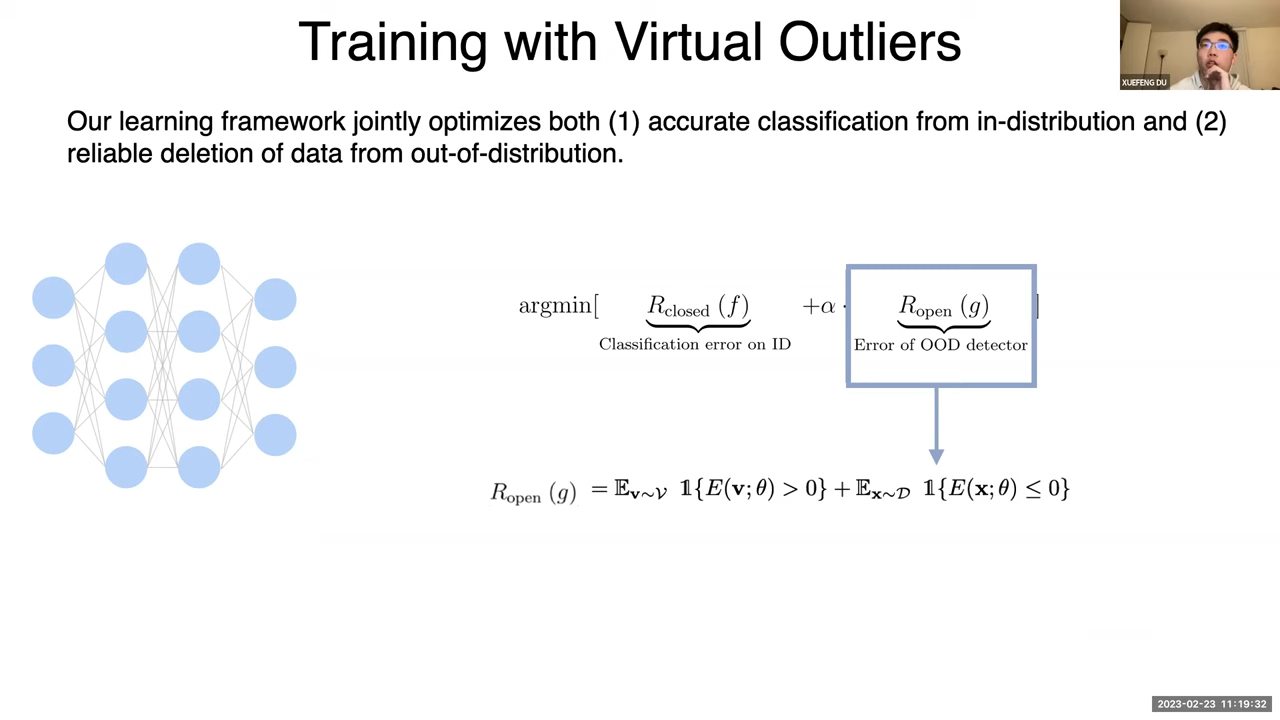 Training with Virtual Outliers
XUEFENG DU
Our learning framework jointly optimizes both (1) accurate classification from in-distribution and (2)
reliable deletion of data from out-of-distribution.
argmin[ R_closed (f) +α · R_open (g) ]
Classification error on ID
Error of OOD detector
R_open (g) = 𝔼_v∼𝒱 𝟙{E(v; θ) > 0} + 𝔼_x∼𝒟 𝟙{E(x; θ) ≤ 0}
2023-02-23 11:19:32